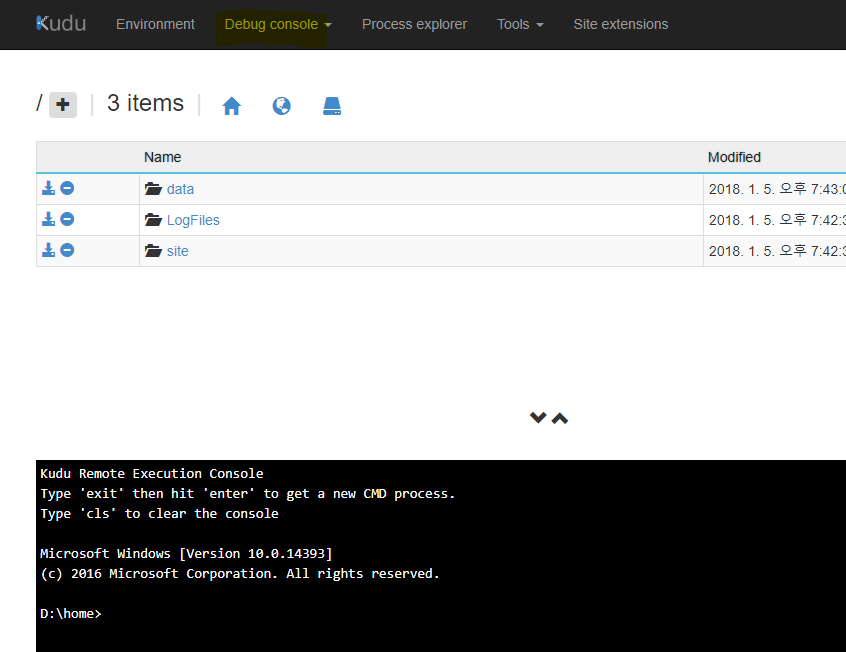 Kudu Environment Debug console Process explorer Tools Site extensions
/ + | 3 items |
Name Modified
data 2018. 1. 5. 오후 7:43:0
LogFiles 2018. 1. 5. 오후 7:42:3
site 2018. 1. 5. 오후 7:42:3
Kudu Remote Execution Console
Type 'exit' then hit 'enter' to get a new CMD process.
Type 'cls' to clear the console
Microsoft Windows [Version 10.0.14393]
(c) 2016 Microsoft Corporation. All rights reserved.
D:\home>